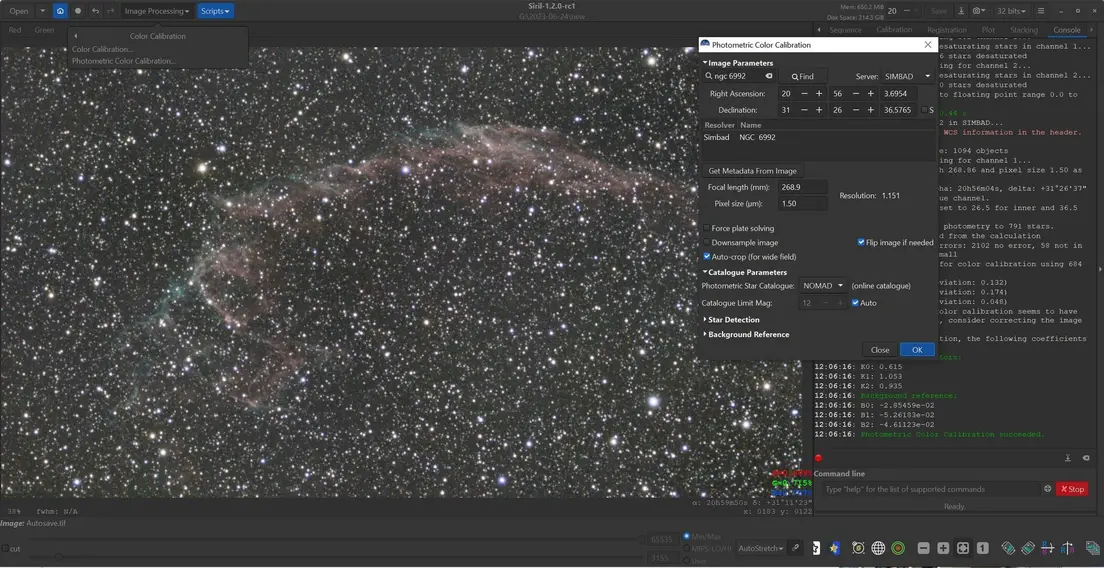 Open
Image Processing
Scripts
Siril-1.2.0-rc1
G:\2023-06-24 new
Mem: 650.2 MB
Disk Space: 214.3 GB
20
Save
32 bits
Red
Green
Color Calibration
Color Calibration...
Photometric Color Calibration...
Sequence
Calibration
Registration
Plot
Stacking
Console
Photometric Color Calibration
Image Parameters
ngc 6992
Find
Server:
SIMBAD
Right Ascension:
20
56
3.6954
Declination:
31
26
36.5765
S
Resolver
Name
Simbad
NGC 6992
Get Metadata From Image
Focal length (mm):
268.9
Pixel size (µm):
1.50
Resolution:
1.151
Force plate solving
Downsample image
Flip image if needed
Auto-crop (for wide field)
Catalogue Parameters
Photometric Star Catalogue:
NOMAD
(online catalogue)
Catalogue Limit Mag:
12
Auto
Star Detection
Background Reference
Close
OK
esaturating stars in channel 1...
6 stars desaturated
ing for channel 2...
esaturating stars in channel 2...
0 stars desaturated
to floating point range 0.0 to
.44 s
2 in SIMBAD...
WCS information in the header.
e: 1094 objects
ing for channel 1...
h 268.86 and pixel size 1.50 as
ha: 20h56m04s, delta: +31°26'37"
ue channel.
set to 26.5 for inner and 36.5
photometry to 791 stars.
d from the calculation
errors: 2102 no error, 58 not in
mall
for color calibration using 684
viation: 0.132)
viation: 0.174)
viation: 0.048)
olor calibration seems to have
, consider correcting the image
tion, the following coefficients
tors:
12:06:16: K0: 0.615
12:06:16: K1: 1.053
12:06:16: K2: 0.935
12:06:16: Background reference:
12:06:16: B0: -2.85459e-02
12:06:16: B1: -5.26183e-02
12:06:16: B2: -4.61123e-02
12:06:16: Photometric Color Calibration succeeded.
Command line
Type "help" for the list of supported commands
Stop
Ready.
38%
fwhm: N/A
α: 20h59m50s δ: +31°11'29"
x: 0183 y: 0122
Image: Autosave.tif
cut
65535
3155
Min/Max
MIPS-LO/HI
User
AutoStretch